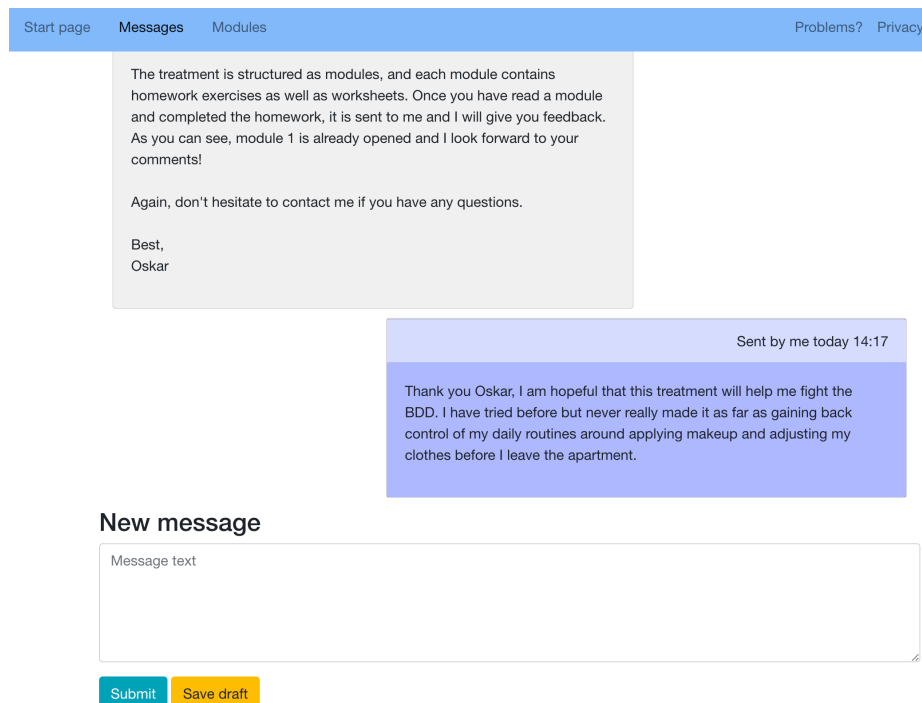 Start page Messages Modules Problems? Privacy
The treatment is structured as modules, and each module contains
homework exercises as well as worksheets. Once you have read a module
and completed the homework, it is sent to me and I will give you feedback.
As you can see, module 1 is already opened and I look forward to your
comments!
Again, don't hesitate to contact me if you have any questions.
Best,
Oskar
Sent by me today 14:17
Thank you Oskar, I am hopeful that this treatment will help me fight the
BDD. I have tried before but never really made it as far as gaining back
control of my daily routines around applying makeup and adjusting my
clothes before I leave the apartment.
New message
Message text
Submit Save draft